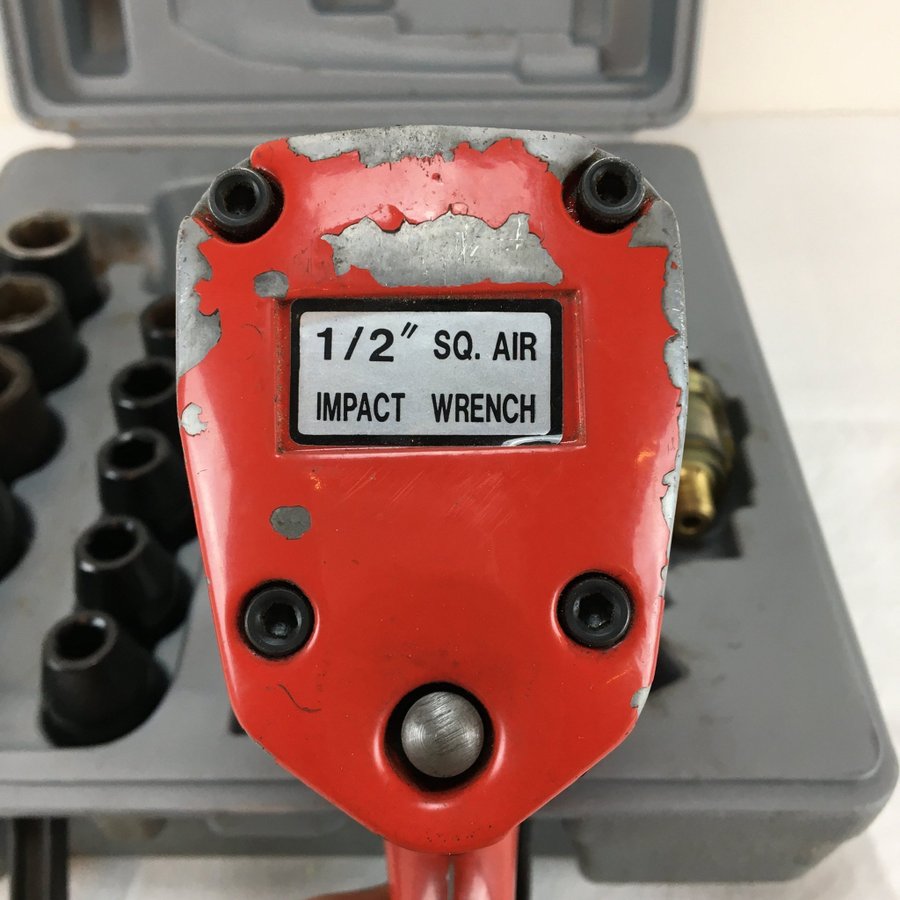 1/2" SQ. AIR
IMPACT WRENCH